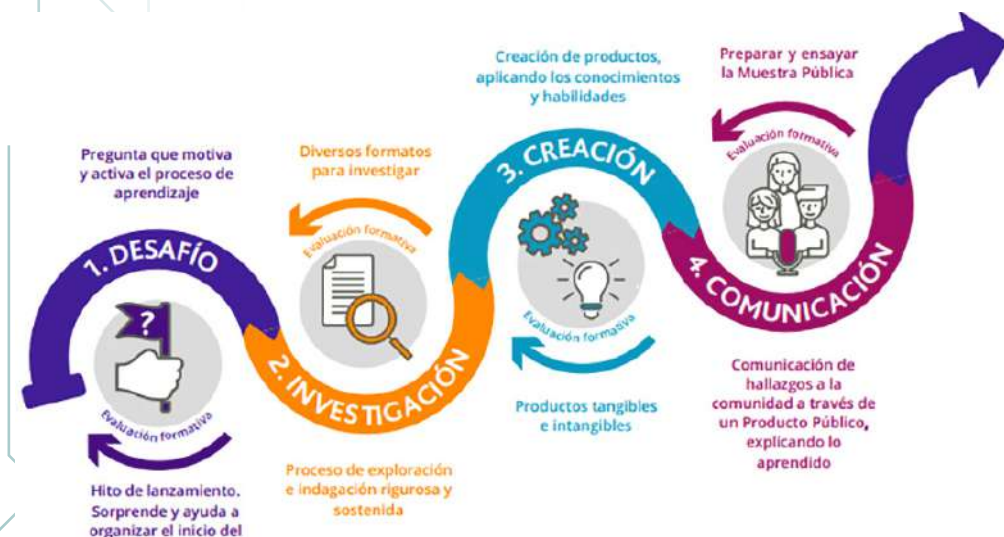 Pregunta que motiva
y activa el proceso de
aprendizaje
1. DESAFÍO
?
Evaluación formativa
Hito de lanzamiento.
Sorprende y ayuda a
organizar el inicio del
Diversos formatos
para investigar
Evaluación formativa
2. INVESTIGACIÓN
Proceso de exploración
e indagación rigurosa y
sostenida
Creación de productos,
aplicando los conocimientos
y habilidades
3. CREACIÓN
Evaluación formativa
Productos tangibles
e intangibles
Preparar y ensayar
la Muestra Pública
Evaluación formativa
4. COMUNICACIÓN
Comunicación de
hallazgos a la
comunidad a través de
un Producto Público,
explicando lo
aprendido